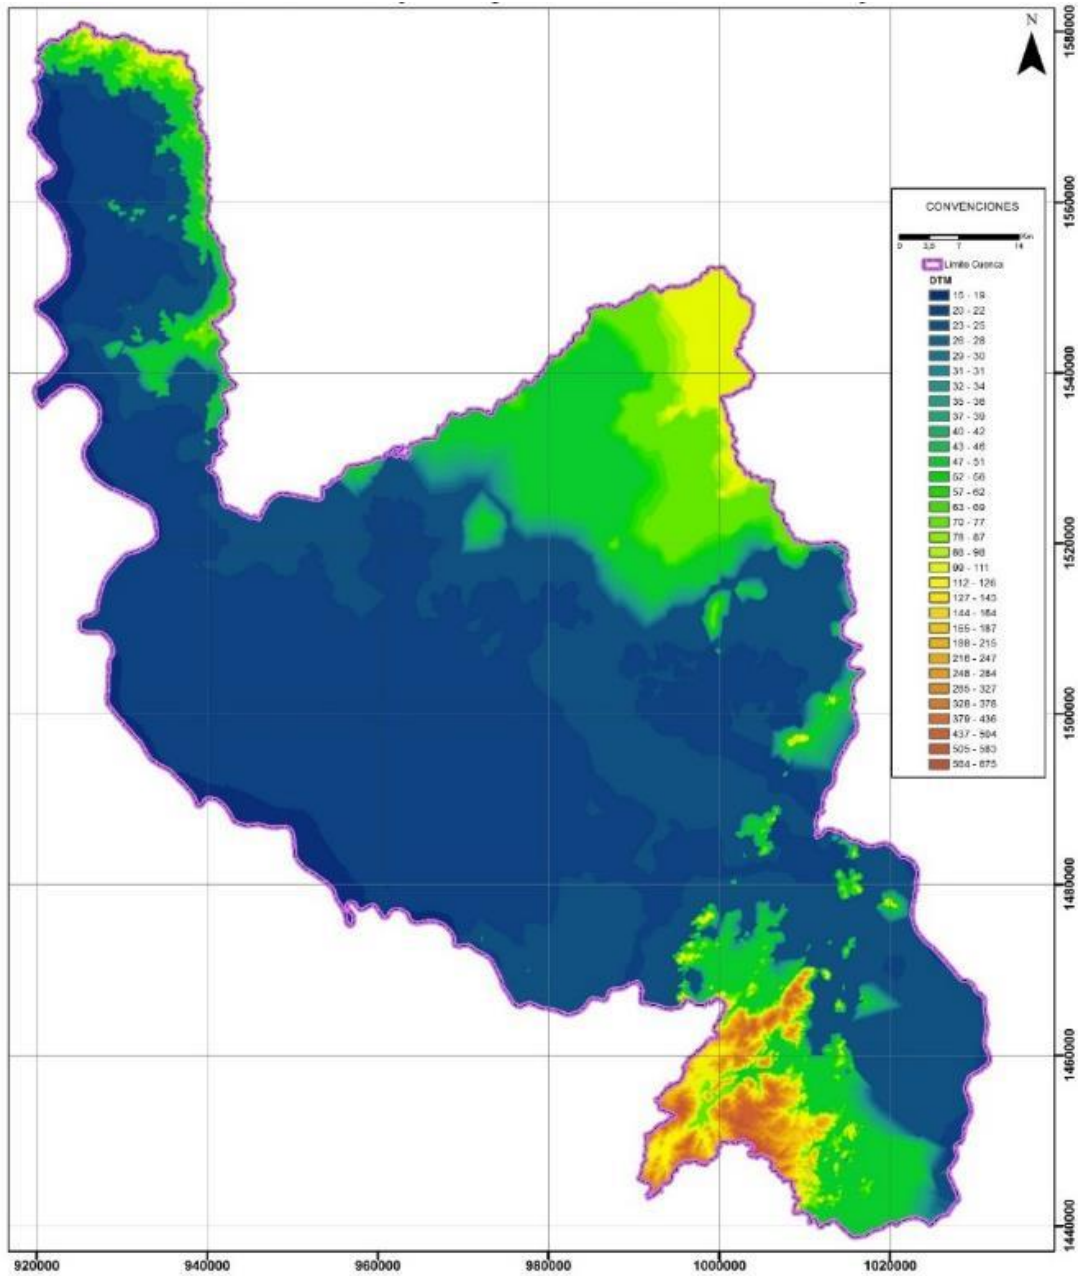 N
1580000
1560000
1540000
1520000
1500000
1480000
1460000
1440000
CONVENCIONES
0 3,5 7 14 Km
Limite Cuenca
DTM
15 - 19
20 - 22
23 - 25
26 - 28
29 - 30
31 - 31
32 - 34
35 - 36
37 - 39
40 - 42
43 - 46
47 - 51
52 - 56
57 - 62
63 - 69
70 - 77
78 - 87
88 - 98
99 - 111
112 - 126
127 - 143
144 - 164
165 - 187
188 - 215
216 - 247
248 - 284
285 - 327
328 - 376
379 - 436
437 - 504
505 - 583
584 - 675
920000 940000 960000 980000 1000000 1020000